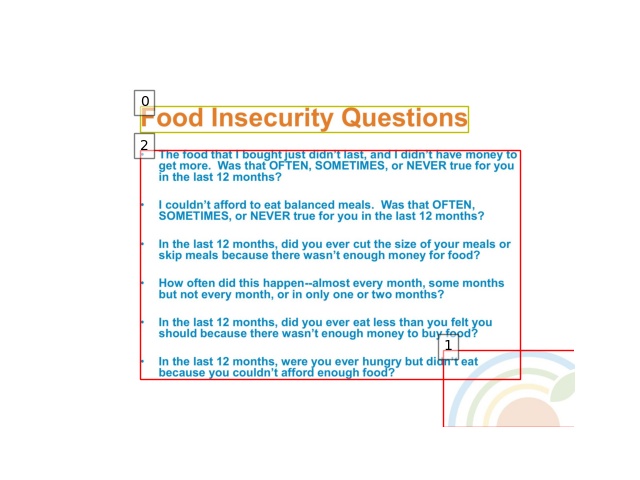 0
Food Insecurity Questions
2
• The food that I bought just didn't last, and I didn't have money to
get more.  Was that OFTEN, SOMETIMES, or NEVER true for you
in the last 12 months?
• I couldn't afford to eat balanced meals.  Was that OFTEN,
SOMETIMES, or NEVER true for you in the last 12 months?
• In the last 12 months, did you ever cut the size of your meals or
skip meals because there wasn't enough money for food?
• How often did this happen--almost every month, some months
but not every month, or in only one or two months?
• In the last 12 months, did you ever eat less than you felt you
should because there wasn't enough money to buy food?
1
• In the last 12 months, were you ever hungry but didn't eat
because you couldn't afford enough food?